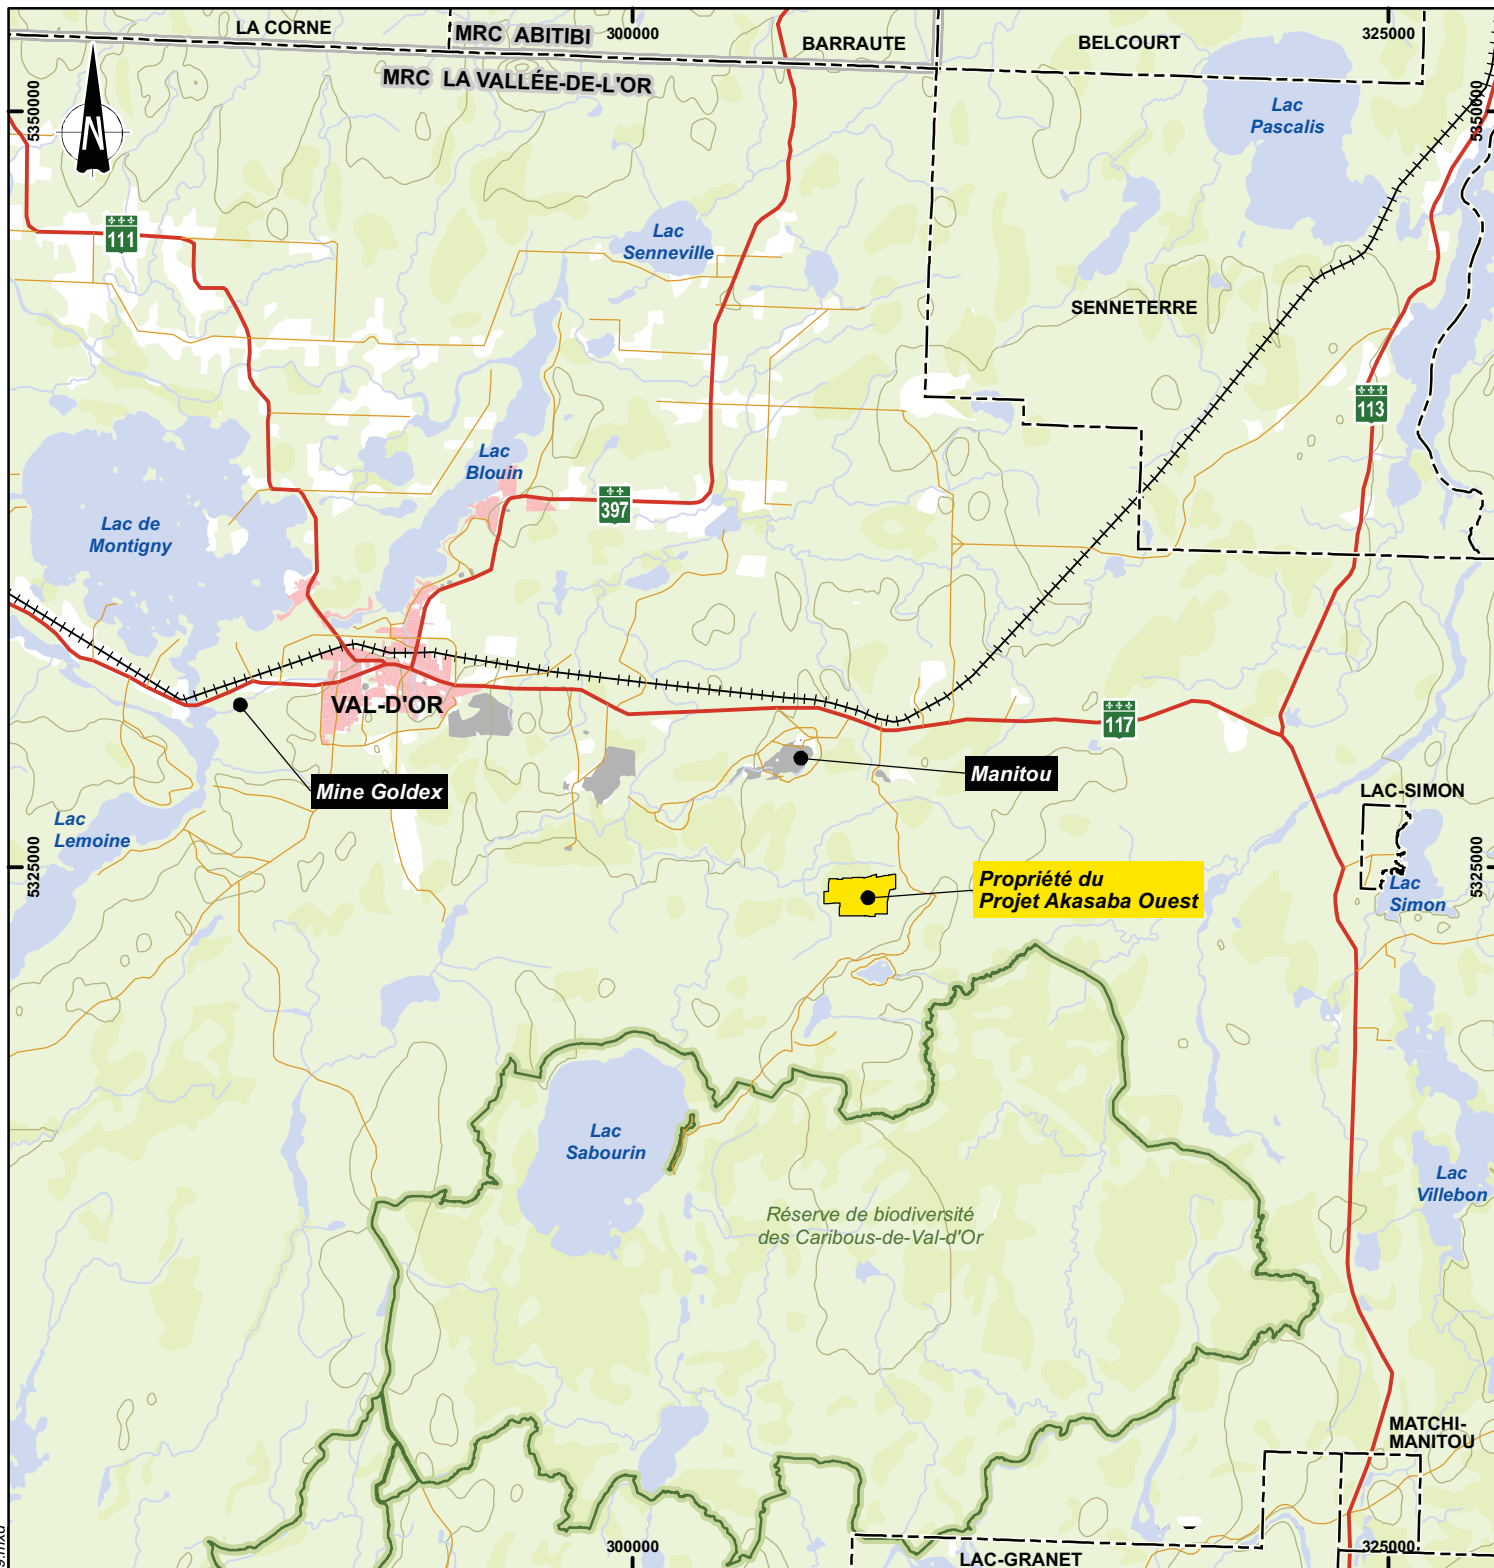 LA CORNE
MRC ABITIBI
300000
BARRAUTE
BELCOURT
325000
MRC LA VALLÉE-DE-L'OR
5350000
N
Lac
Pascalis
5350000
111
Lac
Senneville
SENNETERRE
113
Lac
Blouin
397
Lac de
Montigny
VAL-D'OR
117
Mine Goldex
Manitou
LAC-SIMON
Lac
Lemoine
5325000
Propriété du
Projet Akasaba Ouest
Lac
Simon
5325000
Lac
Sabourin
Lac
Villebon
Réserve de biodiversité
des Caribous-de-Val-d'Or
MATCHI-
MANITOU
300000
LAC-GRANET
325000